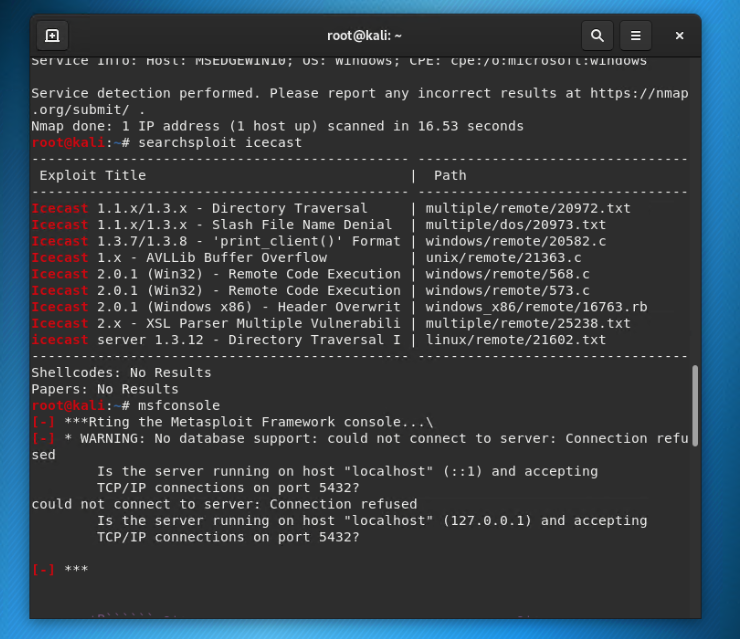 root@kali: ~
Service Info: Host: MSEDGEWIN10; OS: Windows; CPE: cpe:/o:microsoft:windows
Service detection performed. Please report any incorrect results at https://nmap
.org/submit/ .
Nmap done: 1 IP address (1 host up) scanned in 16.53 seconds
root@kali:~# searchsploit icecast
---------------------------------------------- ---------------------------------
 Exploit Title                                |  Path
---------------------------------------------- ---------------------------------
Icecast 1.1.x/1.3.x - Directory Traversal     | multiple/remote/20972.txt
Icecast 1.1.x/1.3.x - Slash File Name Denial  | multiple/dos/20973.txt
Icecast 1.3.7/1.3.8 - 'print_client()' Format | windows/remote/20582.c
Icecast 1.x - AVLLib Buffer Overflow          | unix/remote/21363.c
Icecast 2.0.1 (Win32) - Remote Code Execution | windows/remote/568.c
Icecast 2.0.1 (Win32) - Remote Code Execution | windows/remote/573.c
Icecast 2.0.1 (Windows x86) - Header Overwrit | windows_x86/remote/16763.rb
Icecast 2.x - XSL Parser Multiple Vulnerabili | multiple/remote/25238.txt
icecast server 1.3.12 - Directory Traversal I | linux/remote/21602.txt
---------------------------------------------- ---------------------------------
Shellcodes: No Results
Papers: No Results
root@kali:~# msfconsole
[-] ***Rting the Metasploit Framework console...\
[-] * WARNING: No database support: could not connect to server: Connection refu
sed
        Is the server running on host "localhost" (::1) and accepting
        TCP/IP connections on port 5432?
could not connect to server: Connection refused
        Is the server running on host "localhost" (127.0.0.1) and accepting
        TCP/IP connections on port 5432?
[-] ***